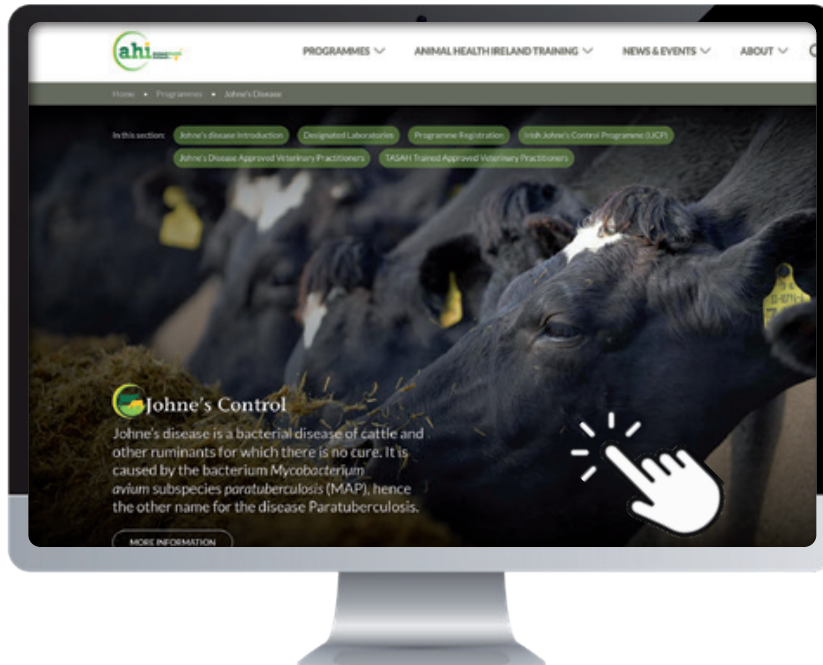 ahi
PROGRAMMES ANIMAL HEALTH IRELAND TRAINING NEWS & EVENTS ABOUT
Home • Programmes • Johne's Disease
In this section: Johne's disease Introduction Designated Laboratories Programme Registration Irish Johne's Control Programme (IJCP)
Johne's Disease Approved Veterinary Practitioners TASAH Trained Approved Veterinary Practitioners
Johne's Control
Johne's disease is a bacterial disease of cattle and
other ruminants for which there is no cure. It is
caused by the bacterium Mycobacterium
avium subspecies paratuberculosis (MAP), hence
the other name for the disease Paratuberculosis.
MORE INFORMATION